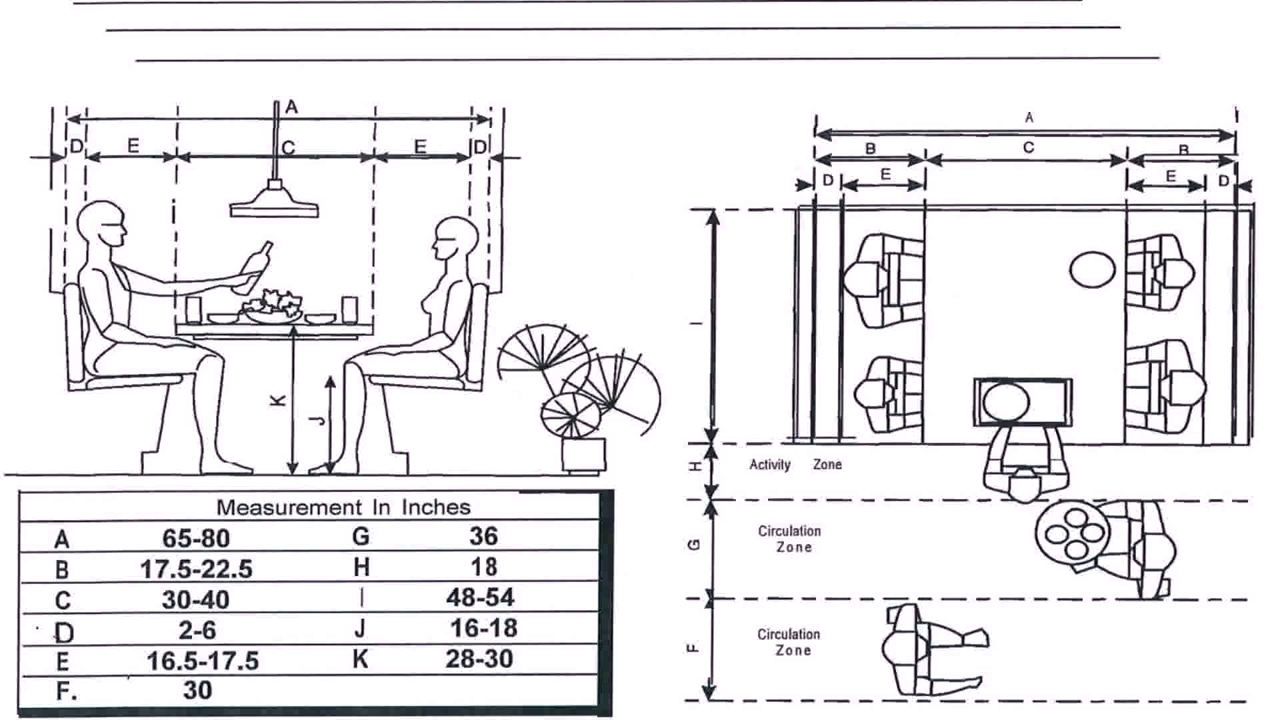 A
D E C E D
K
J
A
B C B
D E E D
I
H Activity Zone
G Circulation
Zone
F Circulation
Zone
Measurement In Inches
A 65-80 G 36
B 17.5-22.5 H 18
C 30-40 I 48-54
D 2-6 J 16-18
E 16.5-17.5 K 28-30
F. 30